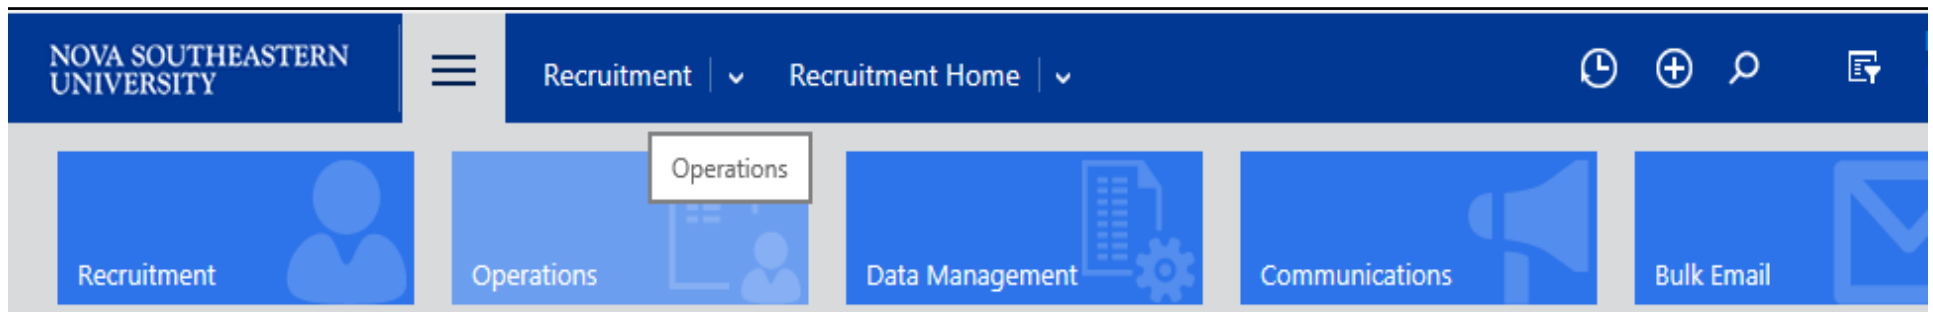 NOVA SOUTHEASTERN
UNIVERSITY
Recruitment
Recruitment Home
Operations
Recruitment
Operations
Data Management
Communications
Bulk Email